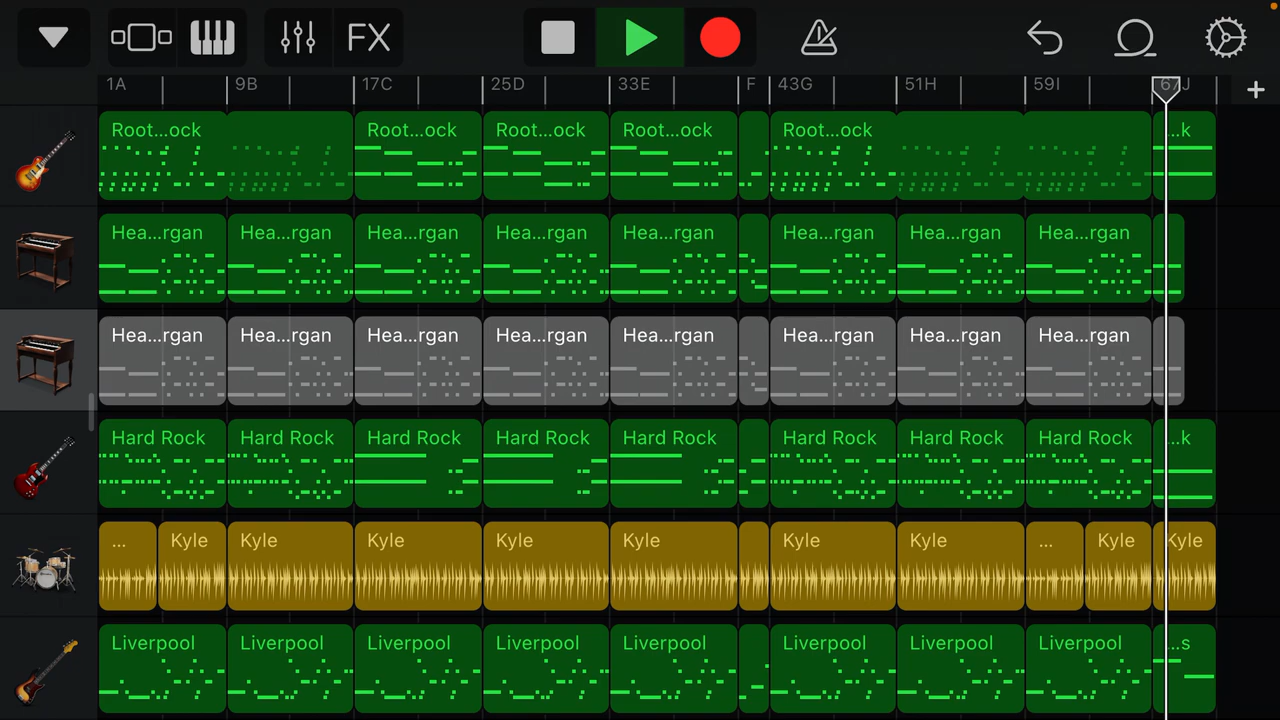 FX
1A 9B 17C 25D 33E F 43G 51H 59I 67J
Root...ock Root...ock Root...ock Root...ock Root...ock ...k
Hea...rgan Hea...rgan Hea...rgan Hea...rgan Hea...rgan Hea...rgan Hea...rgan Hea...rgan
Hea...rgan Hea...rgan Hea...rgan Hea...rgan Hea...rgan Hea...rgan Hea...rgan Hea...rgan
Hard Rock Hard Rock Hard Rock Hard Rock Hard Rock Hard Rock Hard Rock Hard Rock ...k
... Kyle Kyle Kyle Kyle Kyle Kyle Kyle ... Kyle Kyle
Liverpool Liverpool Liverpool Liverpool Liverpool Liverpool Liverpool Liverpool ...s